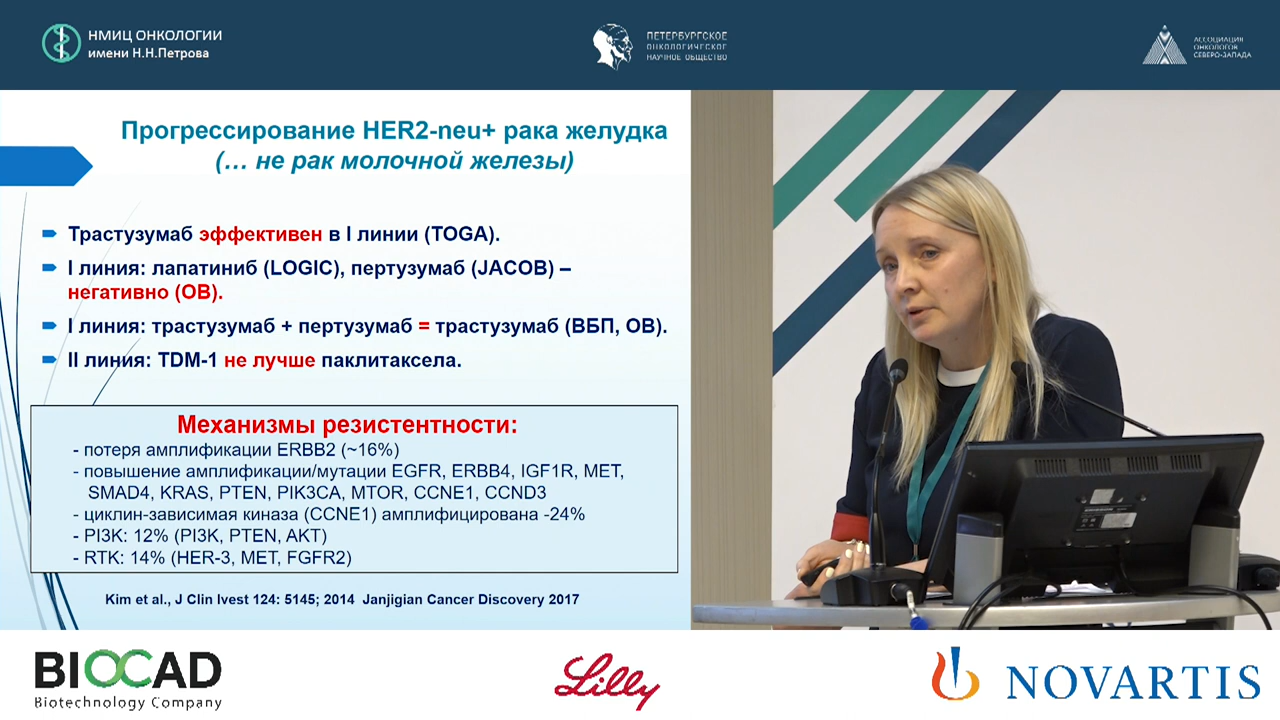 НМИЦ ОНКОЛОГИИ
имени Н.Н.Петрова
ПЕТЕРБУРГСКОЕ
ОНКОЛОГИЧЕСКОЕ
НАУЧНОЕ ОБЩЕСТВО
АССОЦИАЦИЯ
ОНКОЛОГОВ
СЕВЕРО-ЗАПАДА
Прогрессирование HER2-neu+ рака желудка
(… не рак молочной железы)
Трастузумаб эффективен в I линии (TOGA).
I линия: лапатиниб (LOGIC), пертузумаб (JACOB) –
негативно (ОВ).
I линия: трастузумаб + пертузумаб = трастузумаб (ВБП, ОВ).
II линия: TDM-1 не лучше паклитаксела.
Механизмы резистентности:
- потеря амплификации ERBB2 (~16%)
- повышение амплификации/мутации EGFR, ERBB4, IGF1R, MET,
SMAD4, KRAS, PTEN, PIK3CA, MTOR, CCNE1, CCND3
- циклин-зависимая киназа (CCNE1) амплифицирована -24%
- PI3K: 12% (PI3K, PTEN, AKT)
- RTK: 14% (HER-3, MET, FGFR2)
Kim et al., J Clin Ivest 124: 5145; 2014 Janjigian Cancer Discovery 2017
BIOCAD
Biotechnology Company
Lilly
NOVARTIS